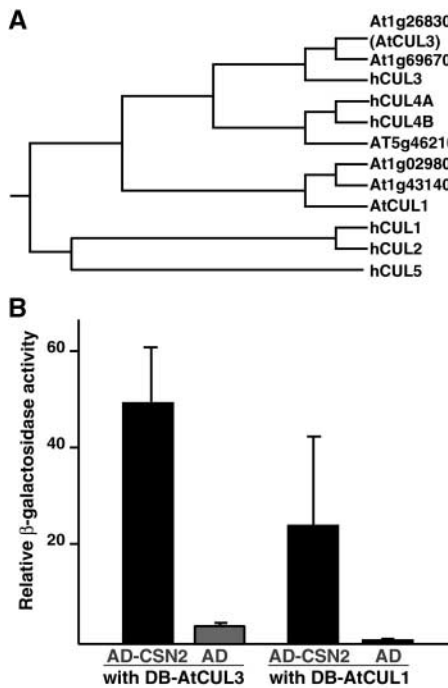 A
At1g26830
(AtCUL3)
At1g69670
hCUL3
hCUL4A
hCUL4B
AT5g46210
At1g02980
At1g43140
AtCUL1
hCUL1
hCUL2
hCUL5
B
Relative β-galactosidase activity
60
40
20
AD-CSN2 AD AD-CSN2 AD
with DB-AtCUL3 with DB-AtCUL1